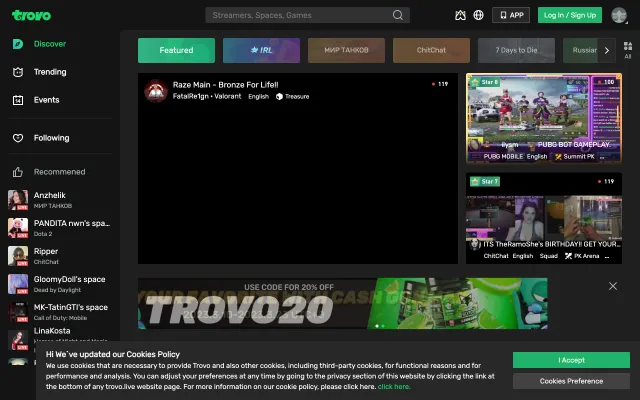 trovo
Streamers, Spaces, Games
APP
Log In / Sign Up
Discover
Trending
Events
Following
Recommened
Anzhelik
МИР ТАНКОВ
LIVE
PANDITA nwn's spa...
Dota 2
LIVE
Ripper
ChitChat
LIVE
GloomyDoll's space
Dead by Daylight
LIVE
MK-TatinGTI's space
Call of Duty: Mobile
LIVE
LinaKosta
LIVE
Featured
IRL
МИР ТАНКОВ
ChitChat
7 Days to Die
Russian
All
Raze Main - Bronze For Life!!
119
FatalRe1gn • Valorant English Treasure
Star 8
100
ilysm
PUBG BOT GAMEPLAY.
PUBG MOBILE English Summit PK ...
Star 7
119
ITS TheRamoShe's BIRTHDAY!! GET YOUR...
ChitChat English Squad PK Arena ...
USE CODE FOR 20% OFF
TROVO20
Hi We've updated our Cookies Policy
We use cookies that are necessary to provide Trovo and also other cookies, including third-party cookies, for functional reasons and for
performance and analysis. You can adjust your preferences at any time by going to the privacy section of this website by clicking the link at
the bottom of any trovo.live website page. For more information on our cookie policy, please click here. click here.
I Accept
Cookies Preference